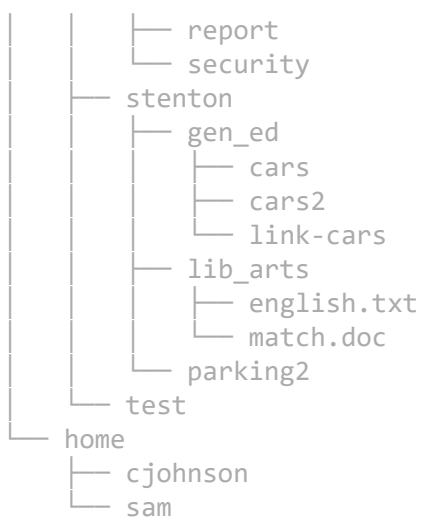 │   │   ├── report
│   │   └── security
│   ├── stenton
│   │   ├── gen_ed
│   │   │   ├── cars
│   │   │   ├── cars2
│   │   │   └── link-cars
│   │   ├── lib_arts
│   │   │   ├── english.txt
│   │   │   └── match.doc
│   │   └── parking2
│   └── test
└── home
    ├── cjohnson
    └── sam